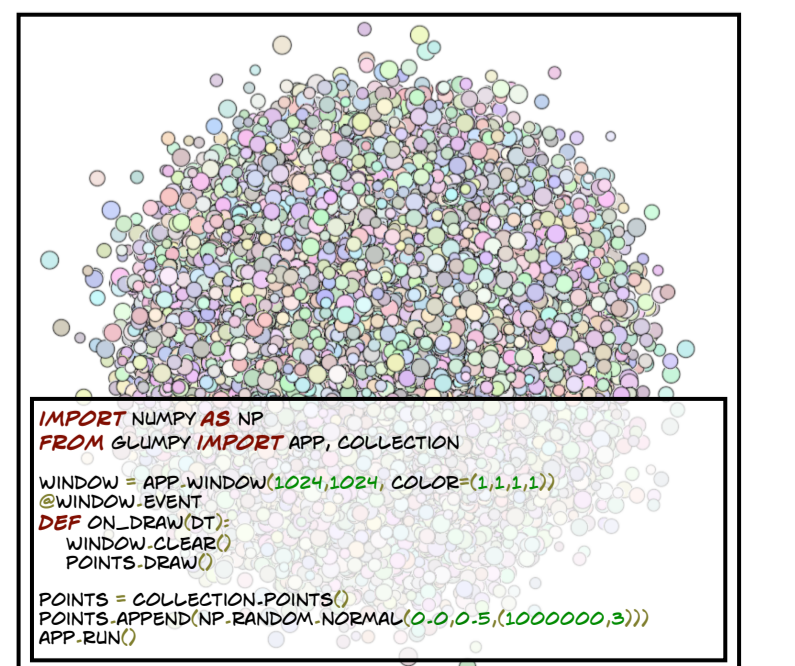 IMPORT NUMPY AS NP
FROM GLUMPY IMPORT APP, COLLECTION
WINDOW = APP.WINDOW(1024,1024, COLOR=(1,1,1,1))
@WINDOW.EVENT
DEF ON_DRAW(DT):
WINDOW.CLEAR()
POINTS.DRAW()
POINTS = COLLECTION.POINTS()
POINTS.APPEND(NP.RANDOM.NORMAL(0.0,0.5,(1000000,3)))
APP.RUN()